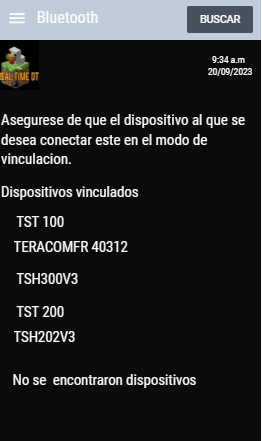 Bluetooth
BUSCAR
REAL TIME DT
9:34 a.m
20/09/2023
Asegurese de que el dispositivo al que se
desea conectar este en el modo de
vinculacion.
Dispositivos vinculados
TST 100
TERACOMFR 40312
TSH300V3
TST 200
TSH202V3
No se encontraron dispositivos